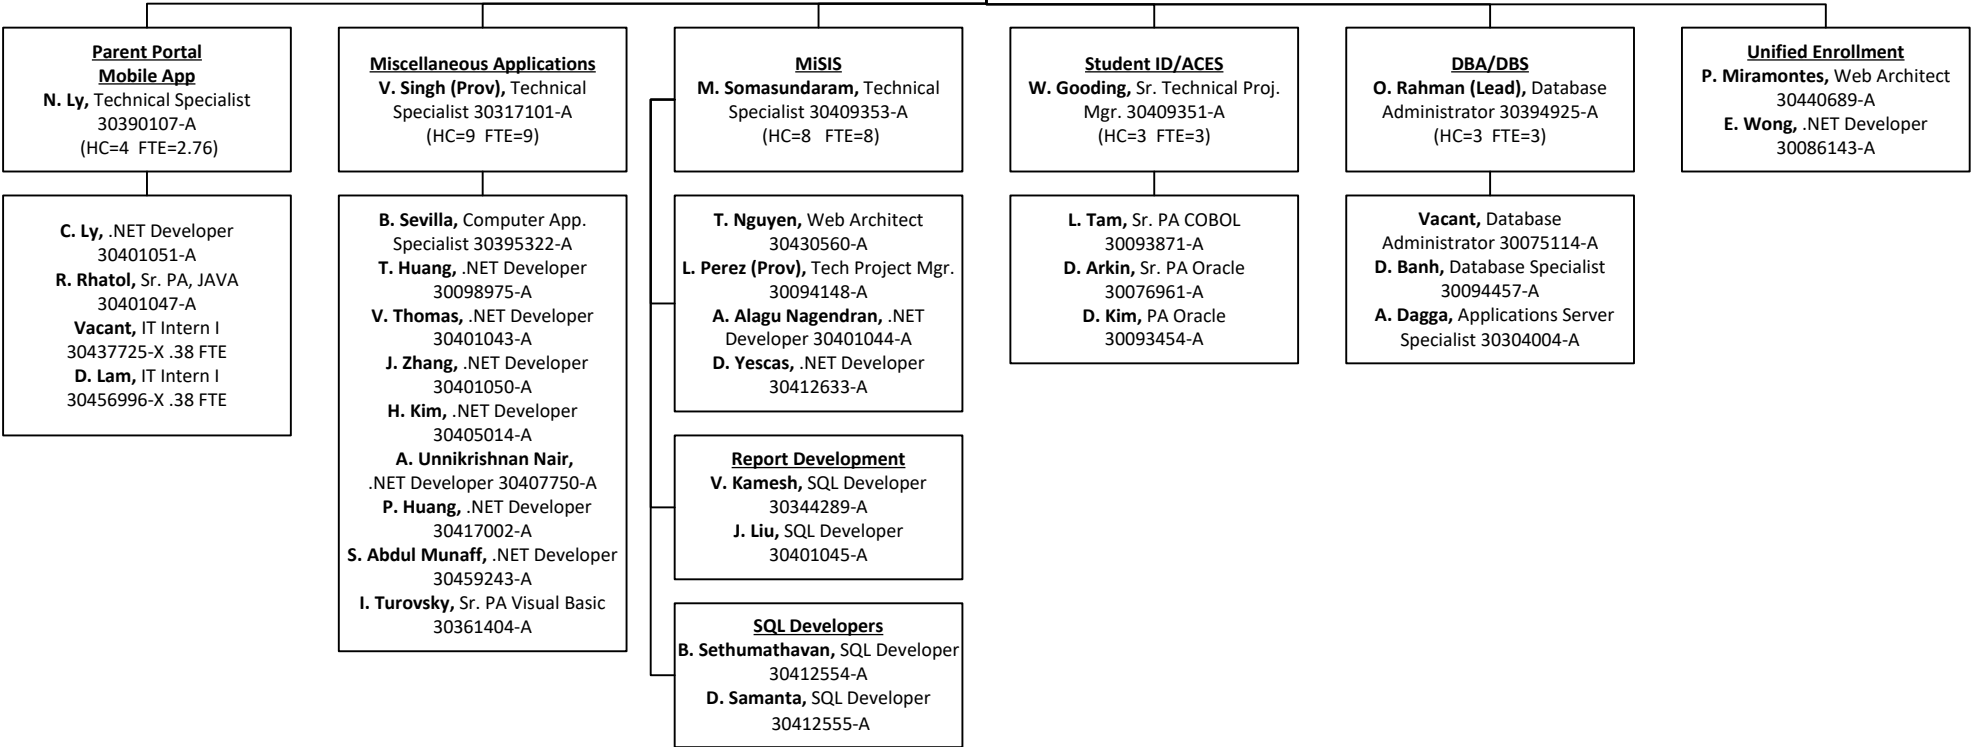 Parent Portal
Mobile App
N. Ly, Technical Specialist
30390107-A
(HC=4 FTE=2.76)
C. Ly, .NET Developer
30401051-A
R. Rhatol, Sr. PA, JAVA
30401047-A
Vacant, IT Intern I
30437725-X .38 FTE
D. Lam, IT Intern I
30456996-X .38 FTE
Miscellaneous Applications
V. Singh (Prov), Technical
Specialist 30317101-A
(HC=9 FTE=9)
B. Sevilla, Computer App.
Specialist 30395322-A
T. Huang, .NET Developer
30098975-A
V. Thomas, .NET Developer
30401043-A
J. Zhang, .NET Developer
30401050-A
H. Kim, .NET Developer
30405014-A
A. Unnikrishnan Nair,
.NET Developer 30407750-A
P. Huang, .NET Developer
30417002-A
S. Abdul Munaff, .NET Developer
30459243-A
I. Turovsky, Sr. PA Visual Basic
30361404-A
MiSIS
M. Somasundaram, Technical
Specialist 30409353-A
(HC=8 FTE=8)
T. Nguyen, Web Architect
30430560-A
L. Perez (Prov), Tech Project Mgr.
30094148-A
A. Alagu Nagendran, .NET
Developer 30401044-A
D. Yescas, .NET Developer
30412633-A
Report Development
V. Kamesh, SQL Developer
30344289-A
J. Liu, SQL Developer
30401045-A
SQL Developers
B. Sethumathavan, SQL Developer
30412554-A
D. Samanta, SQL Developer
30412555-A
Student ID/ACES
W. Gooding, Sr. Technical Proj.
Mgr. 30409351-A
(HC=3 FTE=3)
L. Tam, Sr. PA COBOL
30093871-A
D. Arkin, Sr. PA Oracle
30076961-A
D. Kim, PA Oracle
30093454-A
DBA/DBS
O. Rahman (Lead), Database
Administrator 30394925-A
(HC=3 FTE=3)
Vacant, Database
Administrator 30075114-A
D. Banh, Database Specialist
30094457-A
A. Dagga, Applications Server
Specialist 30304004-A
Unified Enrollment
P. Miramontes, Web Architect
30440689-A
E. Wong, .NET Developer
30086143-A